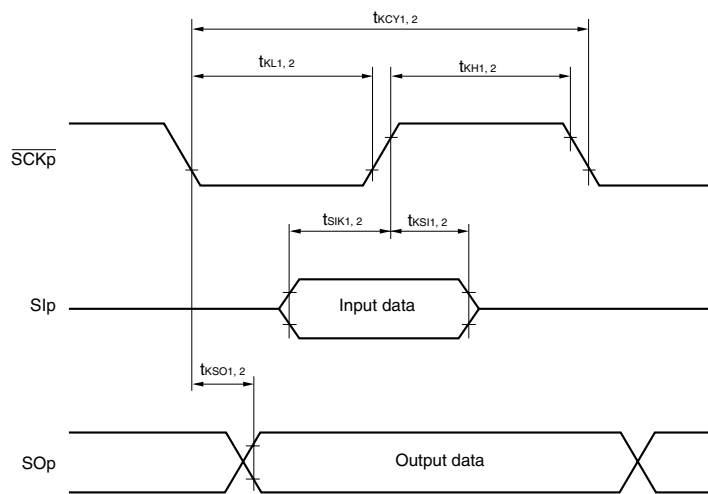 tKCY1, 2
tKL1, 2
tKH1, 2
SCKp
tSIK1, 2
tKSI1, 2
SIp
Input data
tKSO1, 2
SOp
Output data